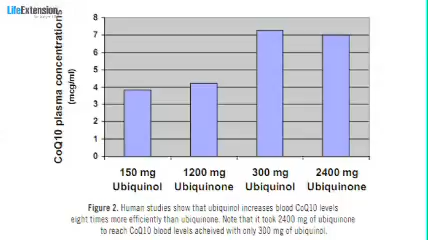 LifeExtension
CoQ10 plasma concentrations
(mcg/ml)
8
7
6
5
4
3
2
1
0
150 mg 1200 mg 300 mg 2400 mg
Ubiquinol Ubiquinone Ubiquinol Ubiquinone
Figure 2. Human studies show that ubiquinol increases blood CoQ10 levels
eight times more efficiently than ubiquinone. Note that it took 2400 mg of ubiquinone
to reach CoQ10 blood levels acheived with only 300 mg of ubiquinol.